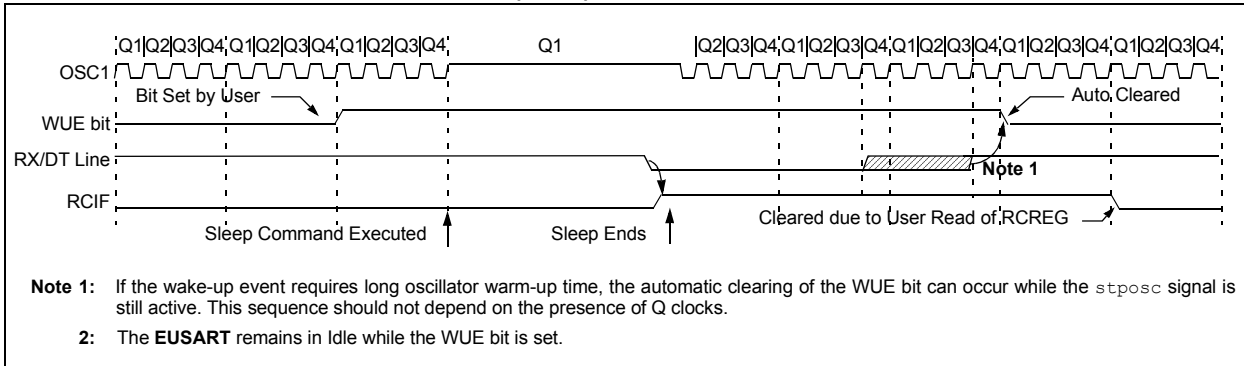 Q1|Q2|Q3|Q4 Q1|Q2|Q3|Q4 Q1|Q2|Q3|Q4 Q1 |Q2|Q3|Q4 Q1|Q2|Q3|Q4 Q1|Q2|Q3|Q4 Q1|Q2|Q3|Q4 Q1|Q2|Q3|Q4
OSC1
Bit Set by User
Auto Cleared
WUE bit
RX/DT Line
Note 1
RCIF
Cleared due to User Read of RCREG
Sleep Command Executed
Sleep Ends
Note 1: If the wake-up event requires long oscillator warm-up time, the automatic clearing of the WUE bit can occur while the stposc signal is
still active. This sequence should not depend on the presence of Q clocks.
2: The EUSART remains in Idle while the WUE bit is set.